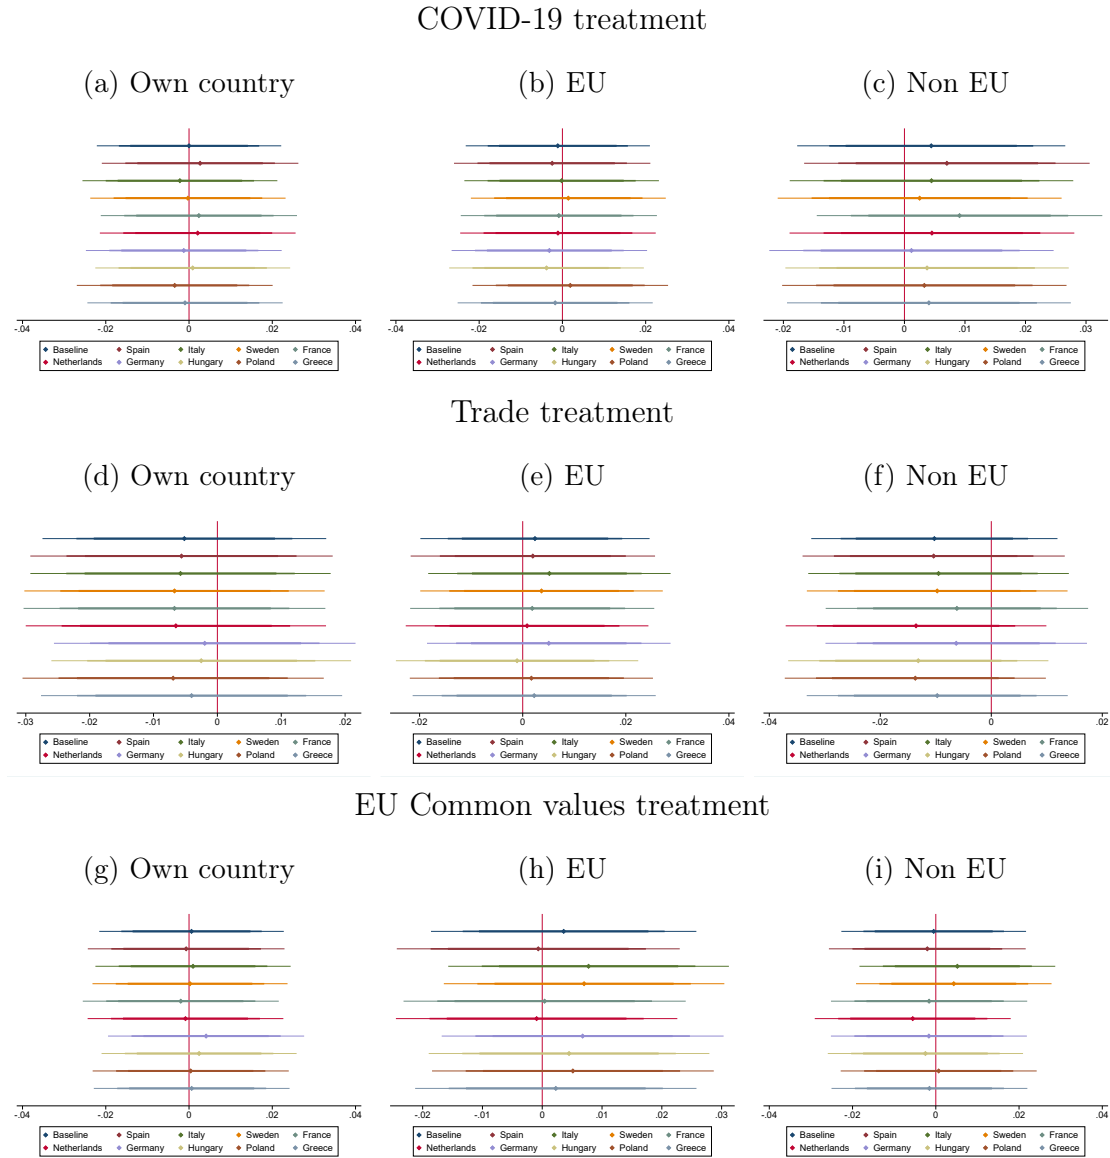 COVID-19 treatment
(a) Own country (b) EU (c) Non EU
-.04 -.02 0 .02 .04 -.04 -.02 0 .02 .04 -.02 -.01 0 .01 .02 .03
Baseline Spain Italy Sweden France Baseline Spain Italy Sweden France Baseline Spain Italy Sweden France
Netherlands Germany Hungary Poland Greece Netherlands Germany Hungary Poland Greece Netherlands Germany Hungary Poland Greece
Trade treatment
(d) Own country (e) EU (f) Non EU
-.03 -.02 -.01 0 .01 .02 -.02 0 .02 .04 -.04 -.02 0 .02
Baseline Spain Italy Sweden France Baseline Spain Italy Sweden France Baseline Spain Italy Sweden France
Netherlands Germany Hungary Poland Greece Netherlands Germany Hungary Poland Greece Netherlands Germany Hungary Poland Greece
EU Common values treatment
(g) Own country (h) EU (i) Non EU
-.04 -.02 0 .02 .04 -.02 -.01 0 .01 .02 .03 -.04 -.02 0 .02 .04
Baseline Spain Italy Sweden France Baseline Spain Italy Sweden France Baseline Spain Italy Sweden France
Netherlands Germany Hungary Poland Greece Netherlands Germany Hungary Poland Greece Netherlands Germany Hungary Poland Greece